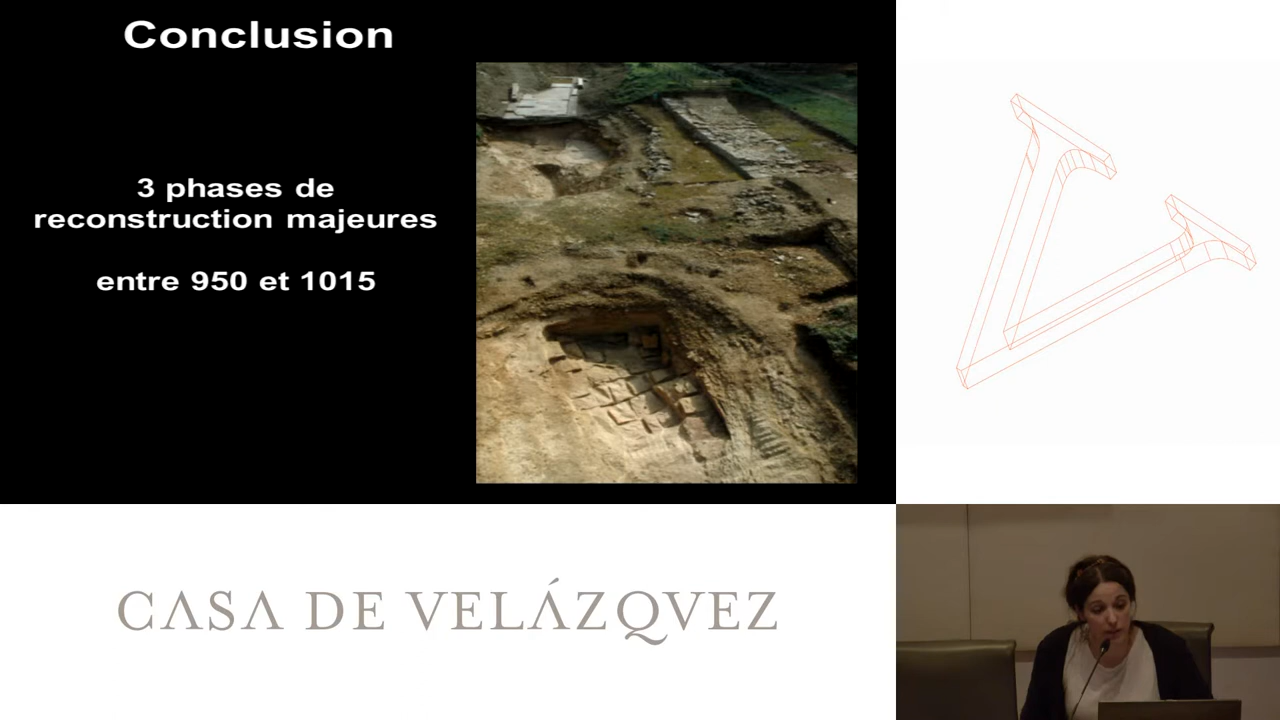 Conclusion
3 phases de
reconstruction majeures
entre 950 et 1015
CASA DE VELÁZQVEZ